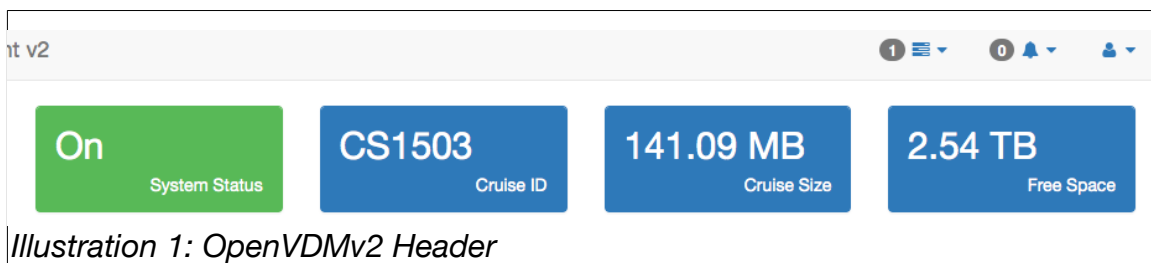 nt v2
1 0
On CS1503 141.09 MB 2.54 TB
System Status Cruise ID Cruise Size Free Space
Illustration 1: OpenVDMv2 Header